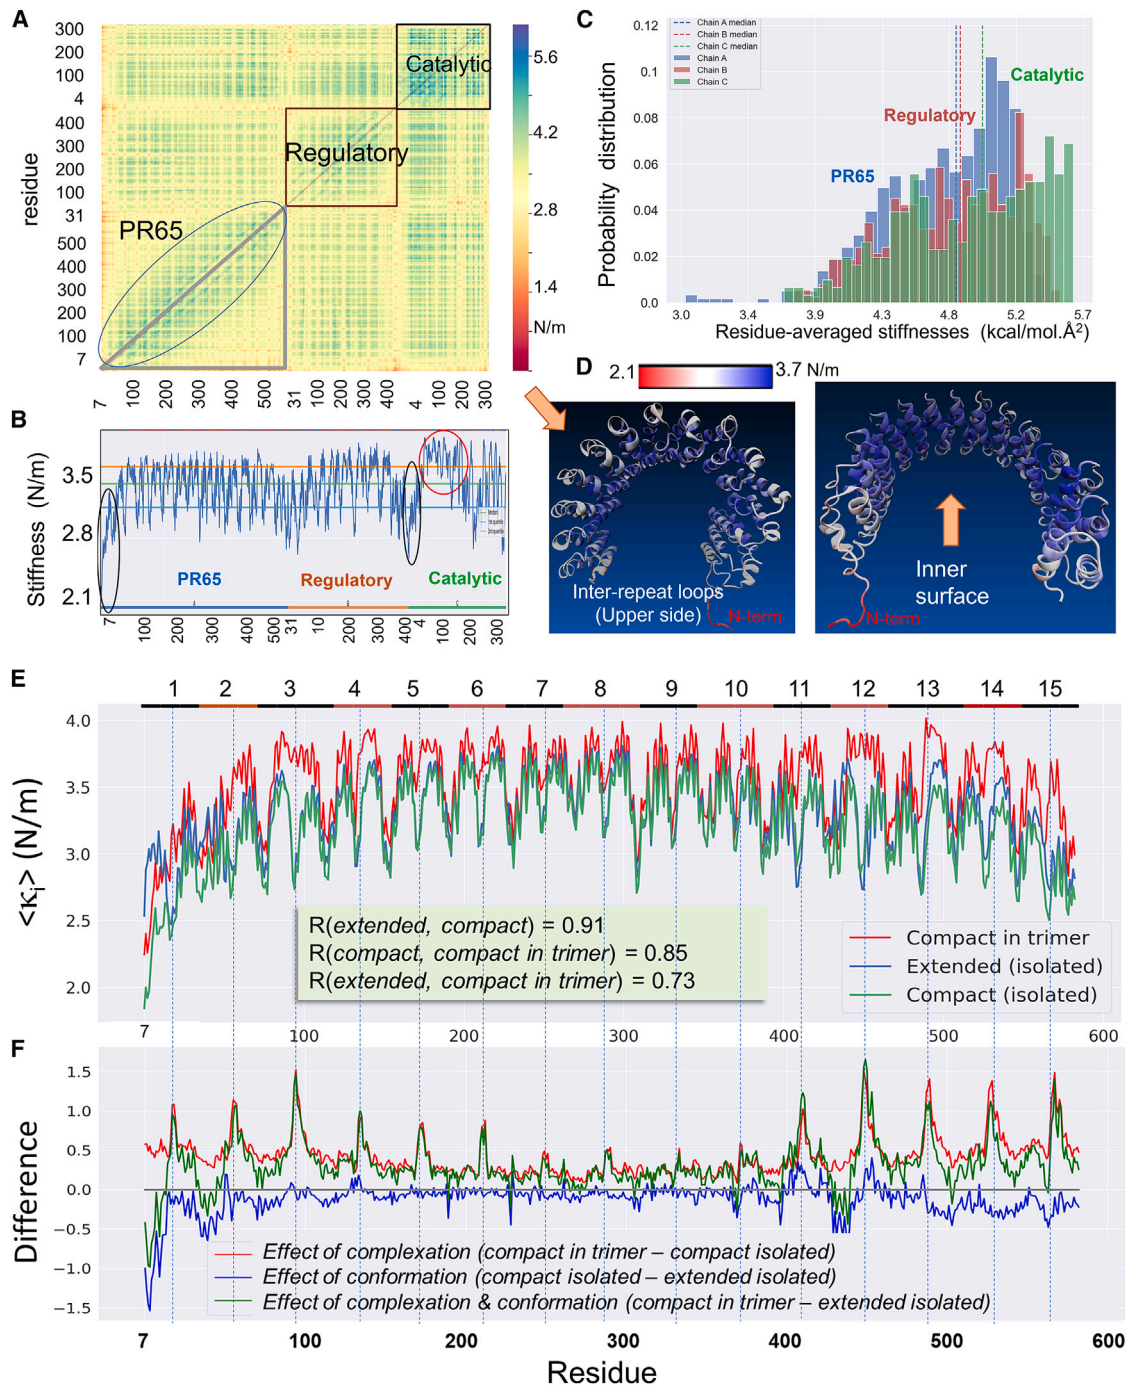 A
300
200
100
4
400
300
200
100
31
500
400
300
200
100
7
residue
Catalytic
Regulatory
PR65
7
100
200
300
400
500
31
100
200
300
400
4
100
200
300
5.6
4.2
2.8
1.4
N/m
B
Stiffness (N/m)
3.5
2.8
2.1
PR65
Regulatory
Catalytic
Median
1st quartile
3rd quartile
A
B
C
7
100
200
300
400
500
31
10
200
300
400
4
100
200
300
C
Probability distribution
0.12
0.1
0.08
0.06
0.04
0.02
0.0
Chain A median
Chain B median
Chain C median
Chain A
Chain B
Chain C
PR65
Regulatory
Catalytic
3.0
3.4
3.9
4.3
4.8
5.2
5.7
Residue-averaged stiffnesses (kcal/mol.Å²)
D
2.1
3.7 N/m
Inter-repeat loops
(Upper side)
N-term
Inner
surface
N-term
E
1 2 3 4 5 6 7 8 9 10 11 12 13 14 15
<κi> (N/m)
4.0
3.5
3.0
2.5
2.0
R(extended, compact) = 0.91
R(compact, compact in trimer) = 0.85
R(extended, compact in trimer) = 0.73
Compact in trimer
Extended (isolated)
Compact (isolated)
7 100 200 300 400 500 600
F
Difference
1.5
1.0
0.5
0.0
−0.5
−1.0
−1.5
Effect of complexation (compact in trimer – compact isolated)
Effect of conformation (compact isolated – extended isolated)
Effect of complexation & conformation (compact in trimer – extended isolated)
7 100 200 300 400 500 600
Residue